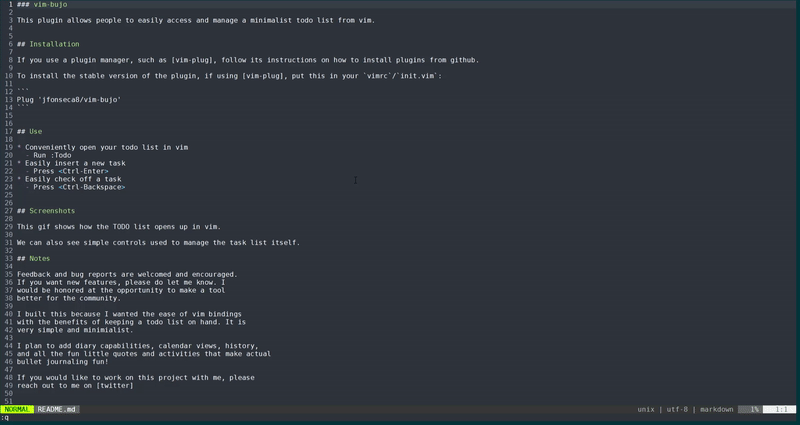 1 ### vim-bujo
2
3 This plugin allows people to easily access and manage a minimalist todo list from vim.
4
5
6 ## Installation
7
8 If you use a plugin manager, such as [vim-plug], follow its instructions on how to install plugins from github.
9
10 To install the stable version of the plugin, if using [vim-plug], put this in your `vimrc`/`init.vim`:
11
12 ```
13 Plug 'jfonseca8/vim-bujo'
14 ```
15
16
17 ## Use
18
19 * Conveniently open your todo list in vim
20 - Run :Todo
21 * Easily insert a new task
22 - Press <Ctrl-Enter>
23 * Easily check off a task
24 - Press <Ctrl-Backspace>
25
26
27 ## Screenshots
28
29 This gif shows how the TODO list opens up in vim.
30
31 We can also see simple controls used to manage the task list itself.
32
33 ## Notes
34
35 Feedback and bug reports are welcomed and encouraged.
36 If you want new features, please do let me know. I
37 would be honored at the opportunity to make a tool
38 better for the community.
39
40 I built this because I wanted the ease of vim bindings
41 with the benefits of keeping a todo list on hand. It is
42 very simple and minimialist.
43
44 I plan to add diary capabilities, calendar views, history,
45 and all the fun little quotes and activities that make actual
46 bullet journaling fun!
47
48 If you would like to work on this project with me, please
49 reach out to me on [twitter]
50
51
NORMAL README.md unix | utf-8 | markdown 1% 1:1
:q